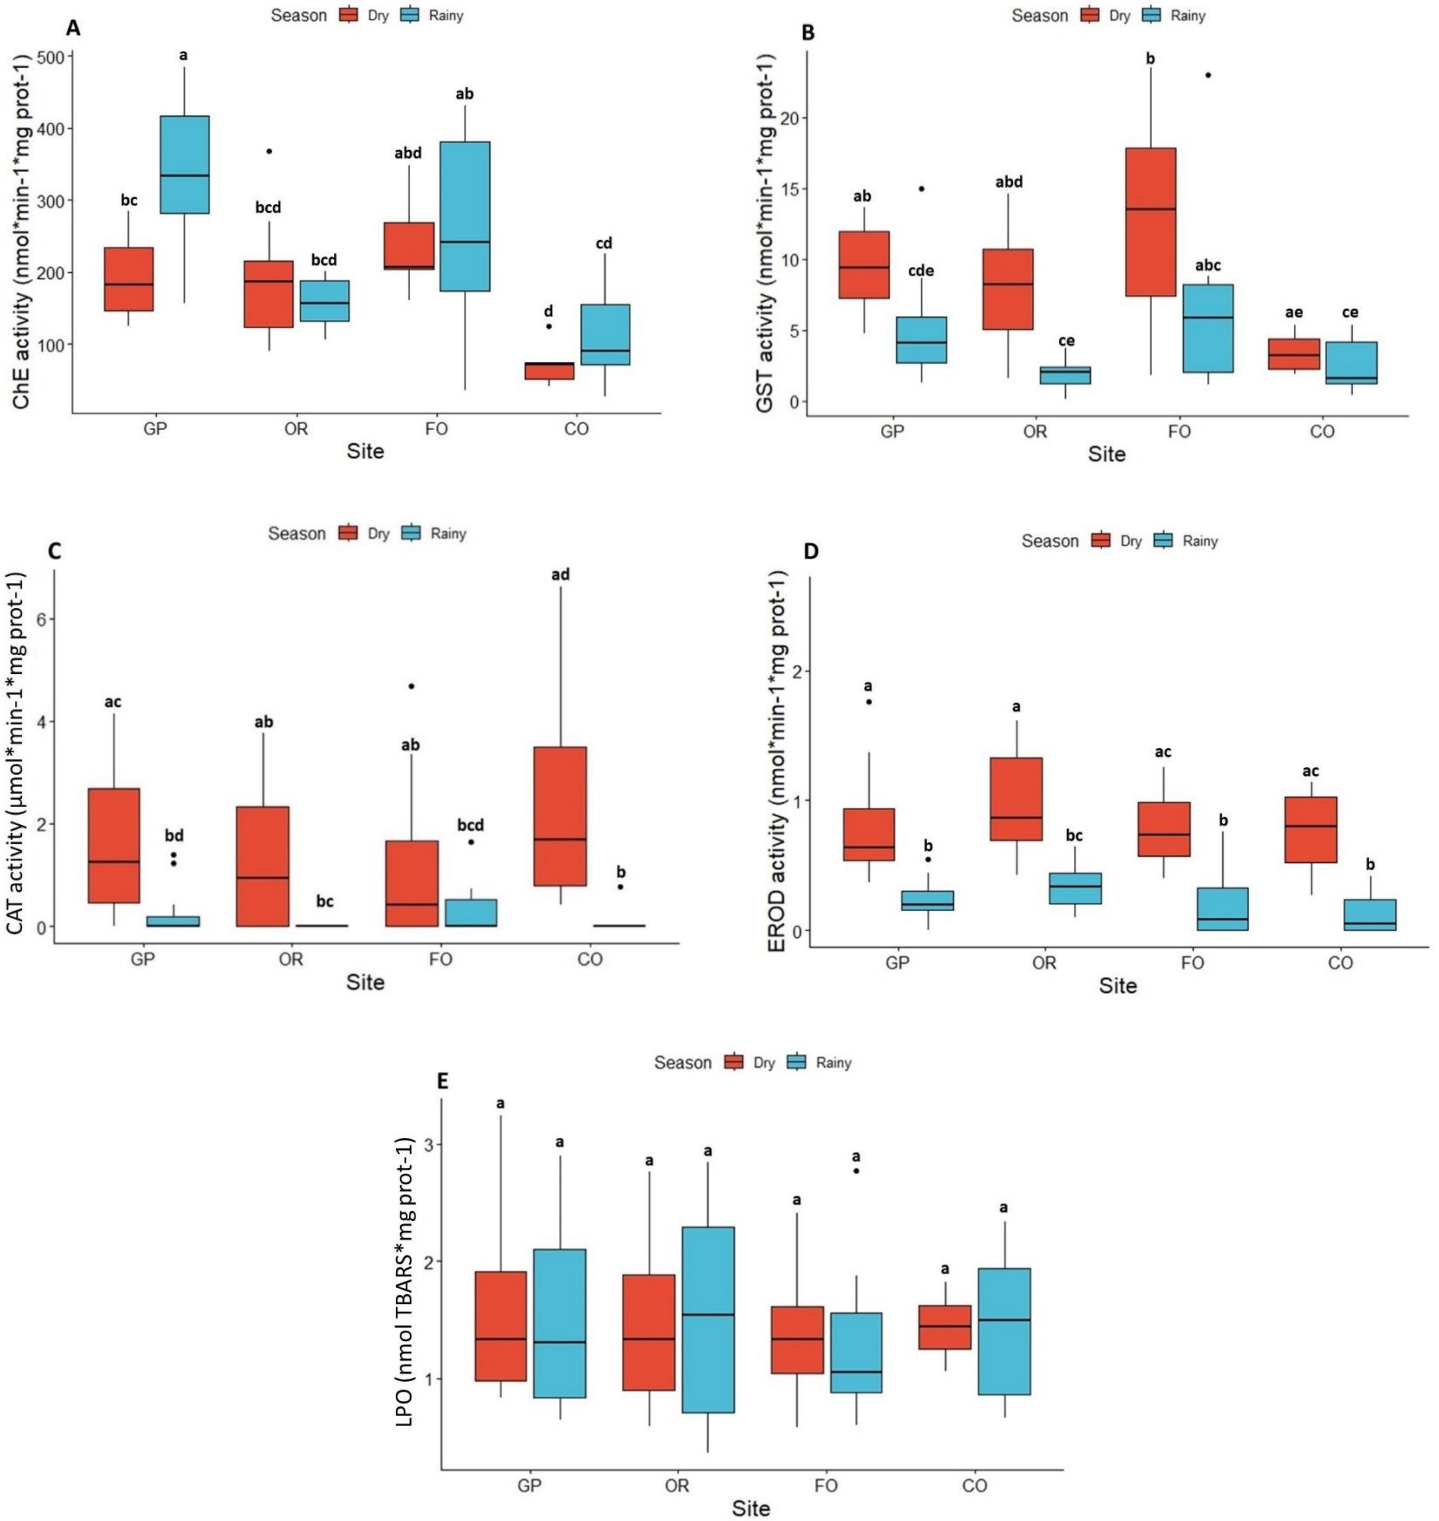 A
Season Dry Rainy
ChE activity (nmol*min-1*mg prot-1)
500
400
300
200
100
bc
a
bcd
bcd
abd
ab
d
cd
GP OR FO CO
Site
B
Season Dry Rainy
GST activity (nmol*min-1*mg prot-1)
20
15
10
5
0
ab
cde
abd
ce
b
abc
ae
ce
GP OR FO CO
Site
C
Season Dry Rainy
CAT activity (µmol*min-1*mg prot-1)
6
4
2
0
ac
bd
ab
bc
ab
bcd
ad
b
GP OR FO CO
Site
D
Season Dry Rainy
EROD activity (nmol*min-1*mg prot-1)
2
1
0
a
b
a
bc
ac
b
ac
b
GP OR FO CO
Site
E
Season Dry Rainy
LPO (nmol TBARS*mg prot-1)
3
2
1
a
a
a
a
a
a
a
a
GP OR FO CO
Site